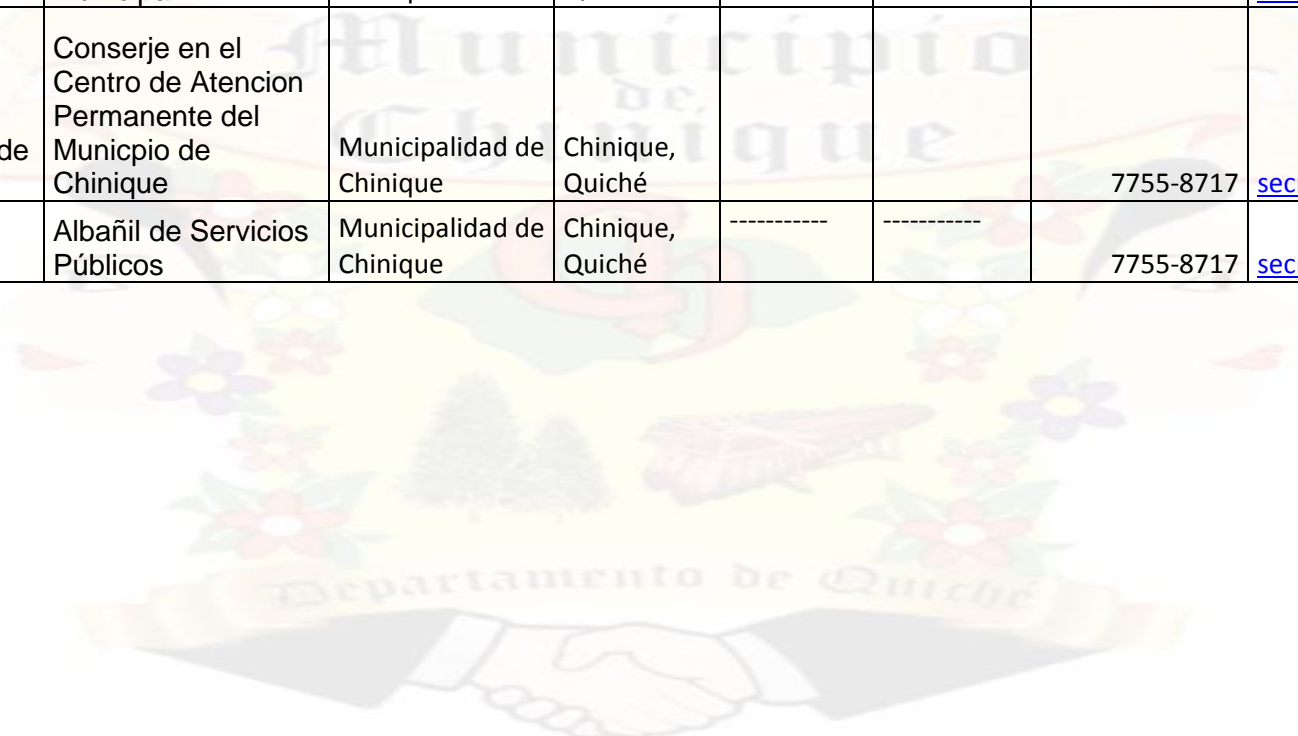 Conserje en el
Centro de Atencion
Permanente del
de Municpio de Chinique
Municipalidad de Chinique
Chinique, Quiché
7755-8717
sec
Albañil de Servicios Públicos
Municipalidad de Chinique
Chinique, Quiché
-----------
-----------
7755-8717
sec
Municipio
de
Chinique
Departamento de Quiché